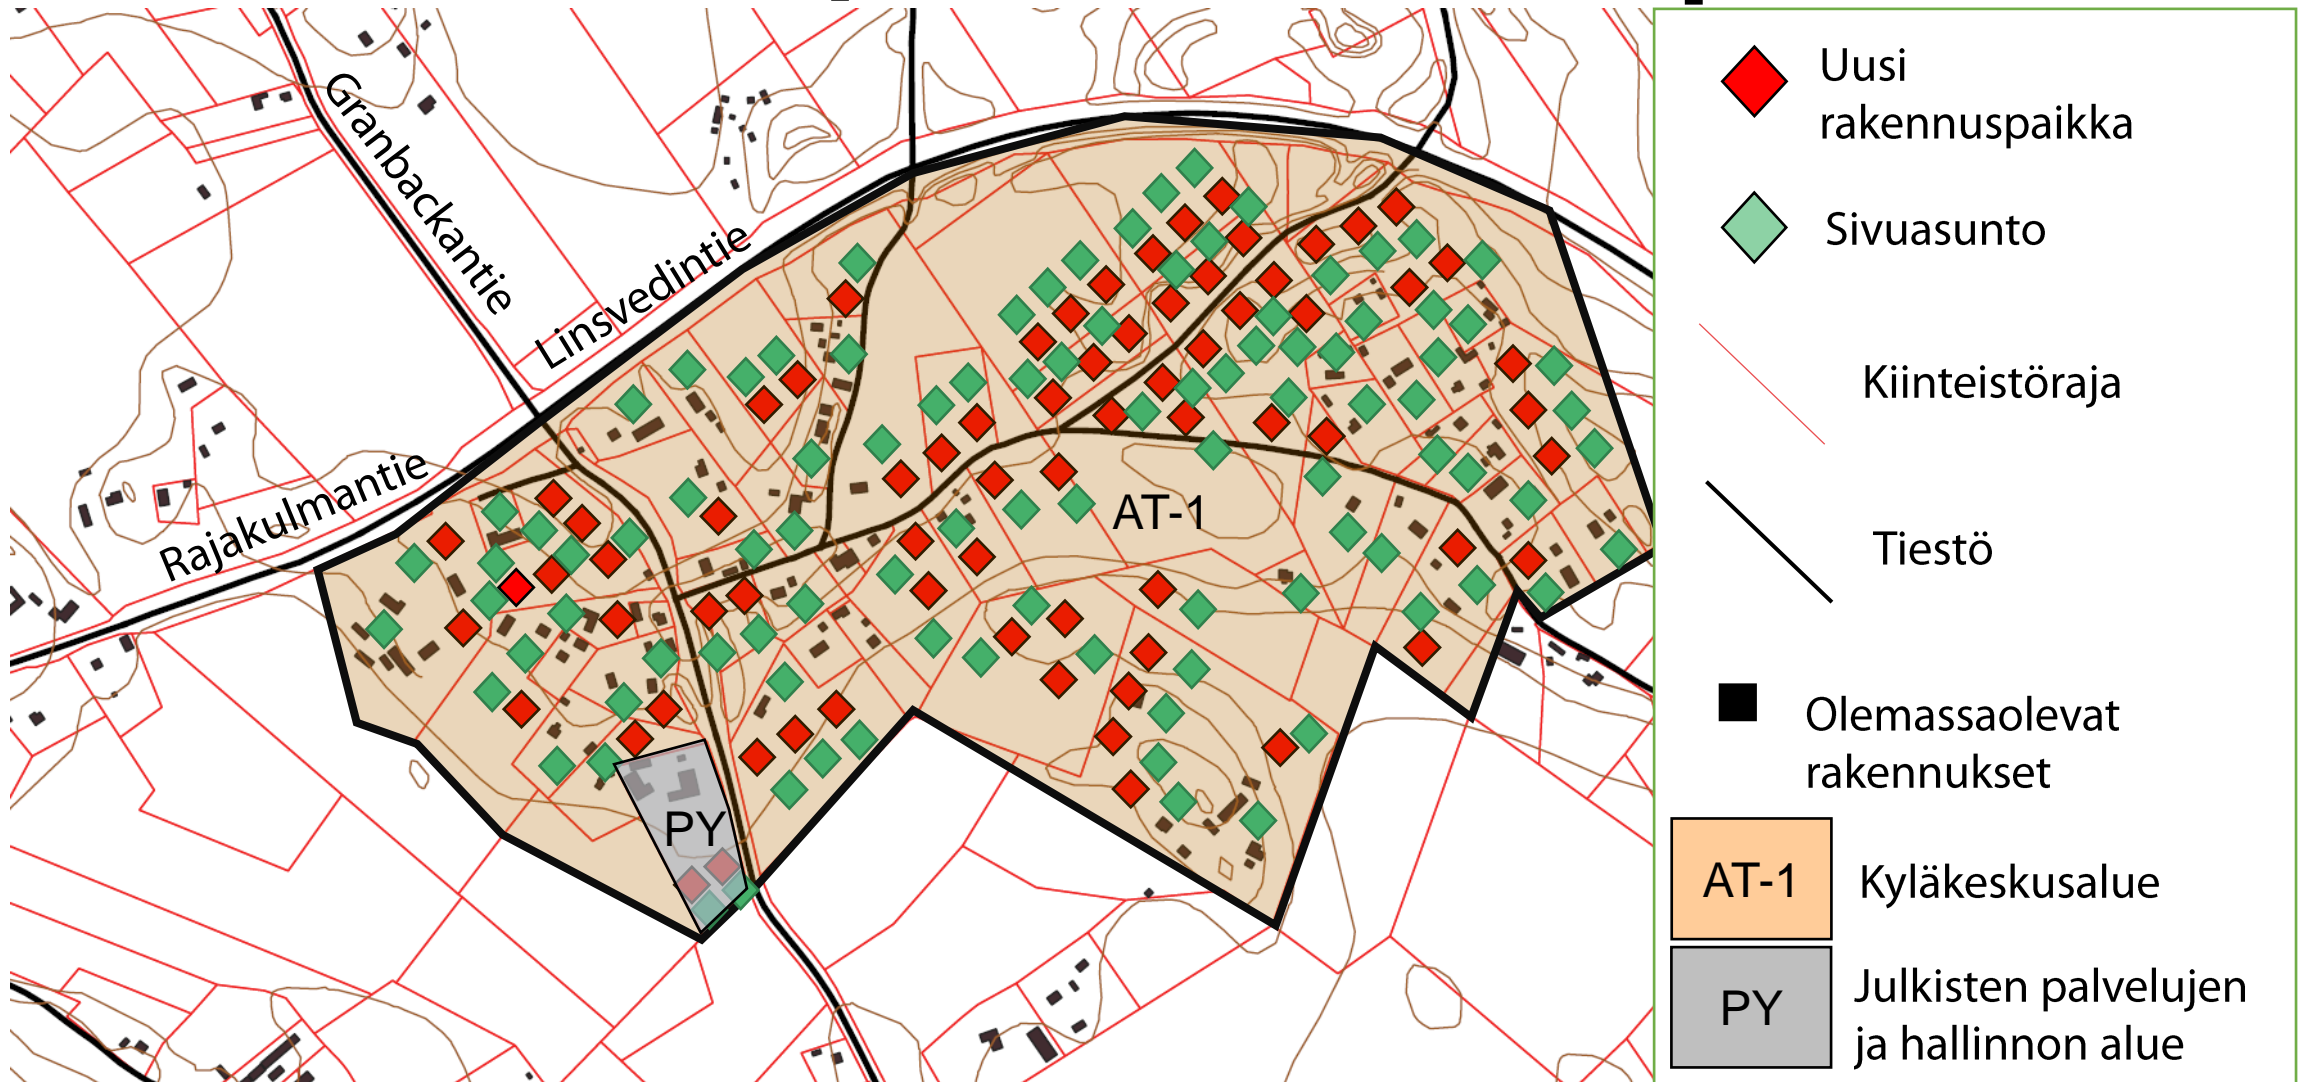 Granbackantie
Linsvedintie
Rajakulmantie
AT-1
PY
Uusi
rakennuspaikka
Sivuasunto
Kiinteistöraja
Tiestö
Olemassaolevat
rakennukset
AT-1
Kyläkeskusalue
PY
Julkisten palvelujen
ja hallinnon alue